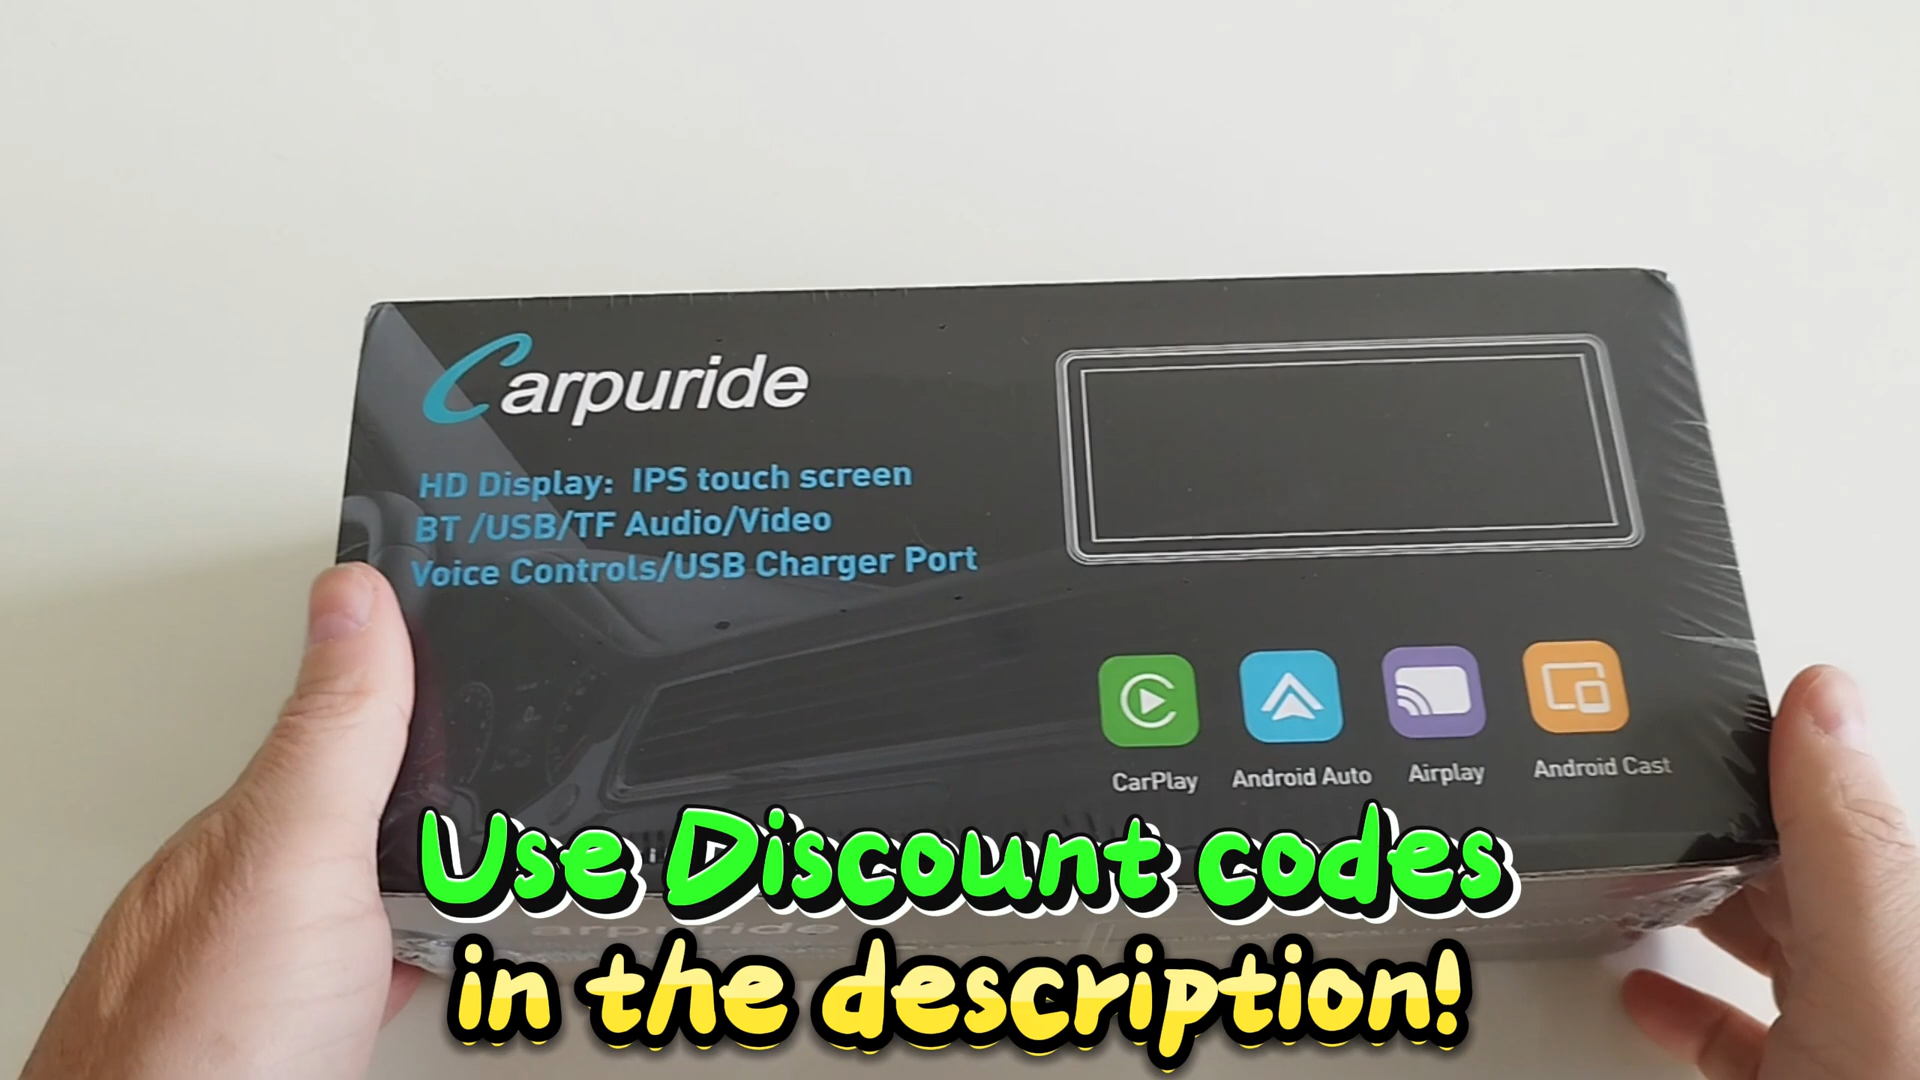 Carpuride
HD Display: IPS touch screen
BT /USB/TF Audio/Video
Voice Controls/USB Charger Port
CarPlay
Android Auto
Airplay
Android Cast
Use Discount codes
arpuride
in the description!